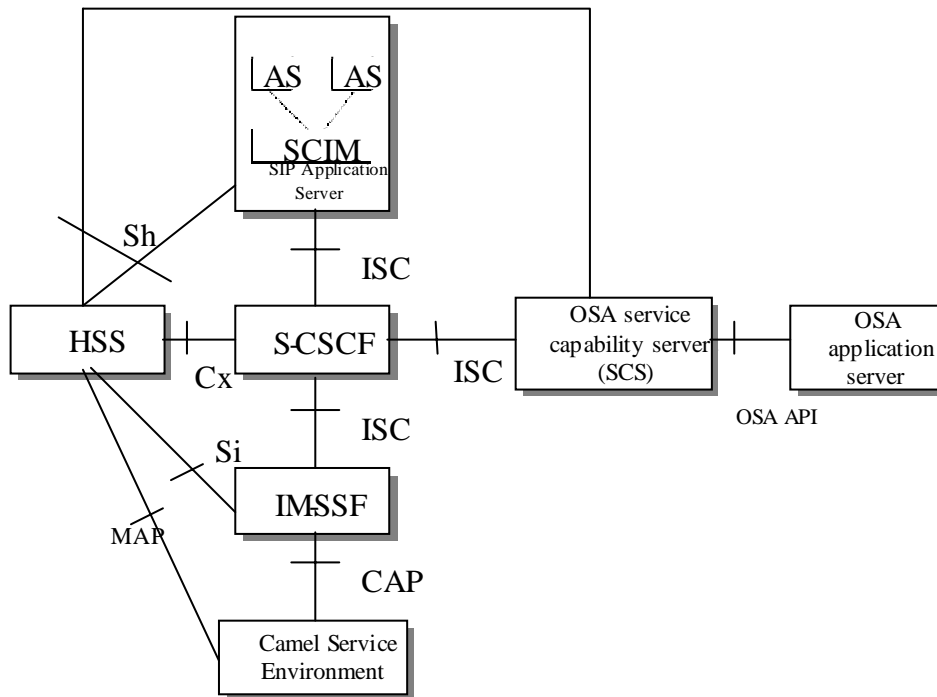 AS AS
SCIM
SIP Application
Server
Sh
ISC
HSS
Cx
S-CSCF
ISC
OSA service
capability server
(SCS)
OSA API
OSA
application
server
ISC
Si
IM-SSF
MAP
CAP
Camel Service
Environment